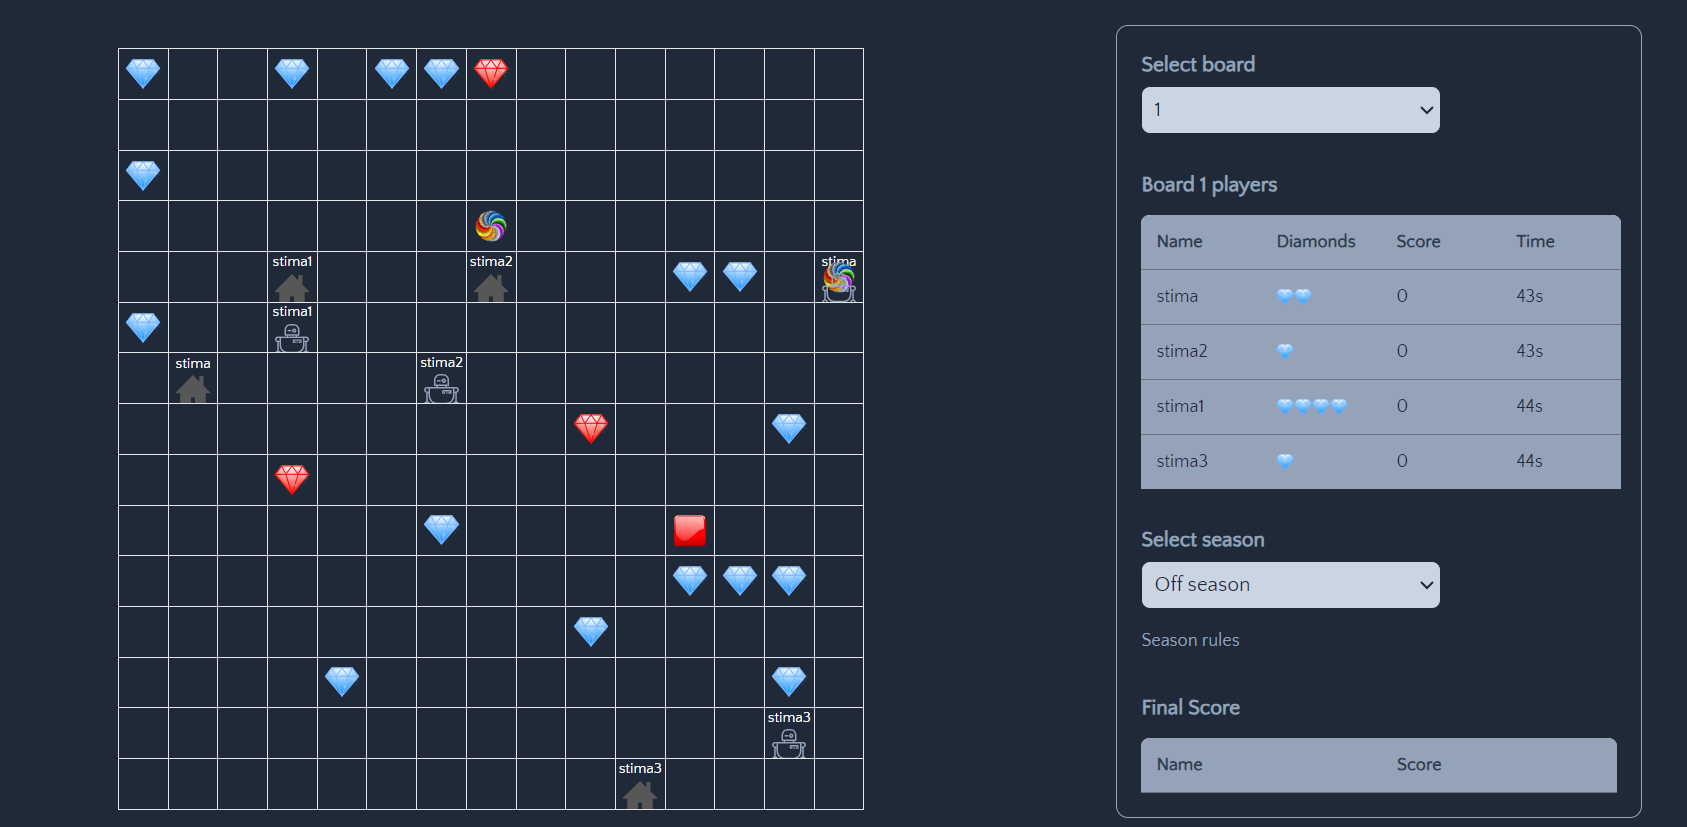 stima1
stima2
stima
stima1
stima
stima2
stima3
stima3
Select board
1
Board 1 players
Name Diamonds Score Time
stima 0 43s
stima2 0 43s
stima1 0 44s
stima3 0 44s
Select season
Off season
Season rules
Final Score
Name Score